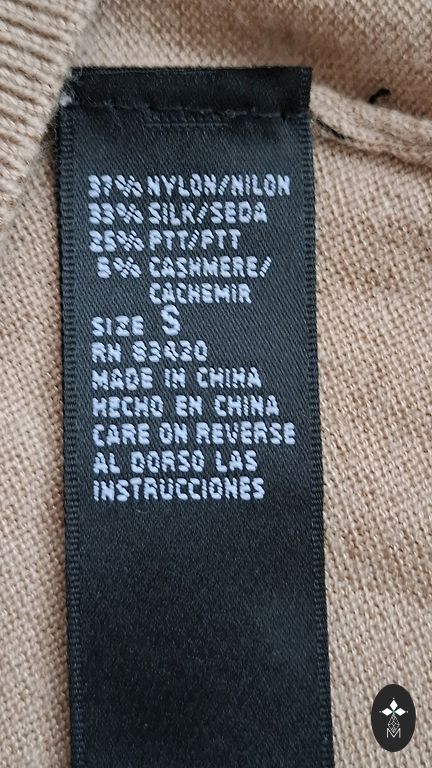 37% NYLON/NILON
33% SILK/SEDA
25% PTT/PTT
5% CASHMERE/
CACHEMIR
SIZE S
RN 83420
MADE IN CHINA
HECHO EN CHINA
CARE ON REVERSE
AL DORSO LAS
INSTRUCCIONES
M